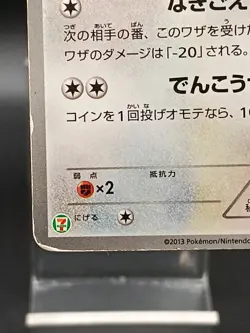 なきごえ
次の相手の番、このワザを受けた
ワザのダメージは「-20」される。
でんこう
コインを1回投げオモテなら、1
弱点 抵抗力
×2
にげる
©2013 Pokémon/Nintendo